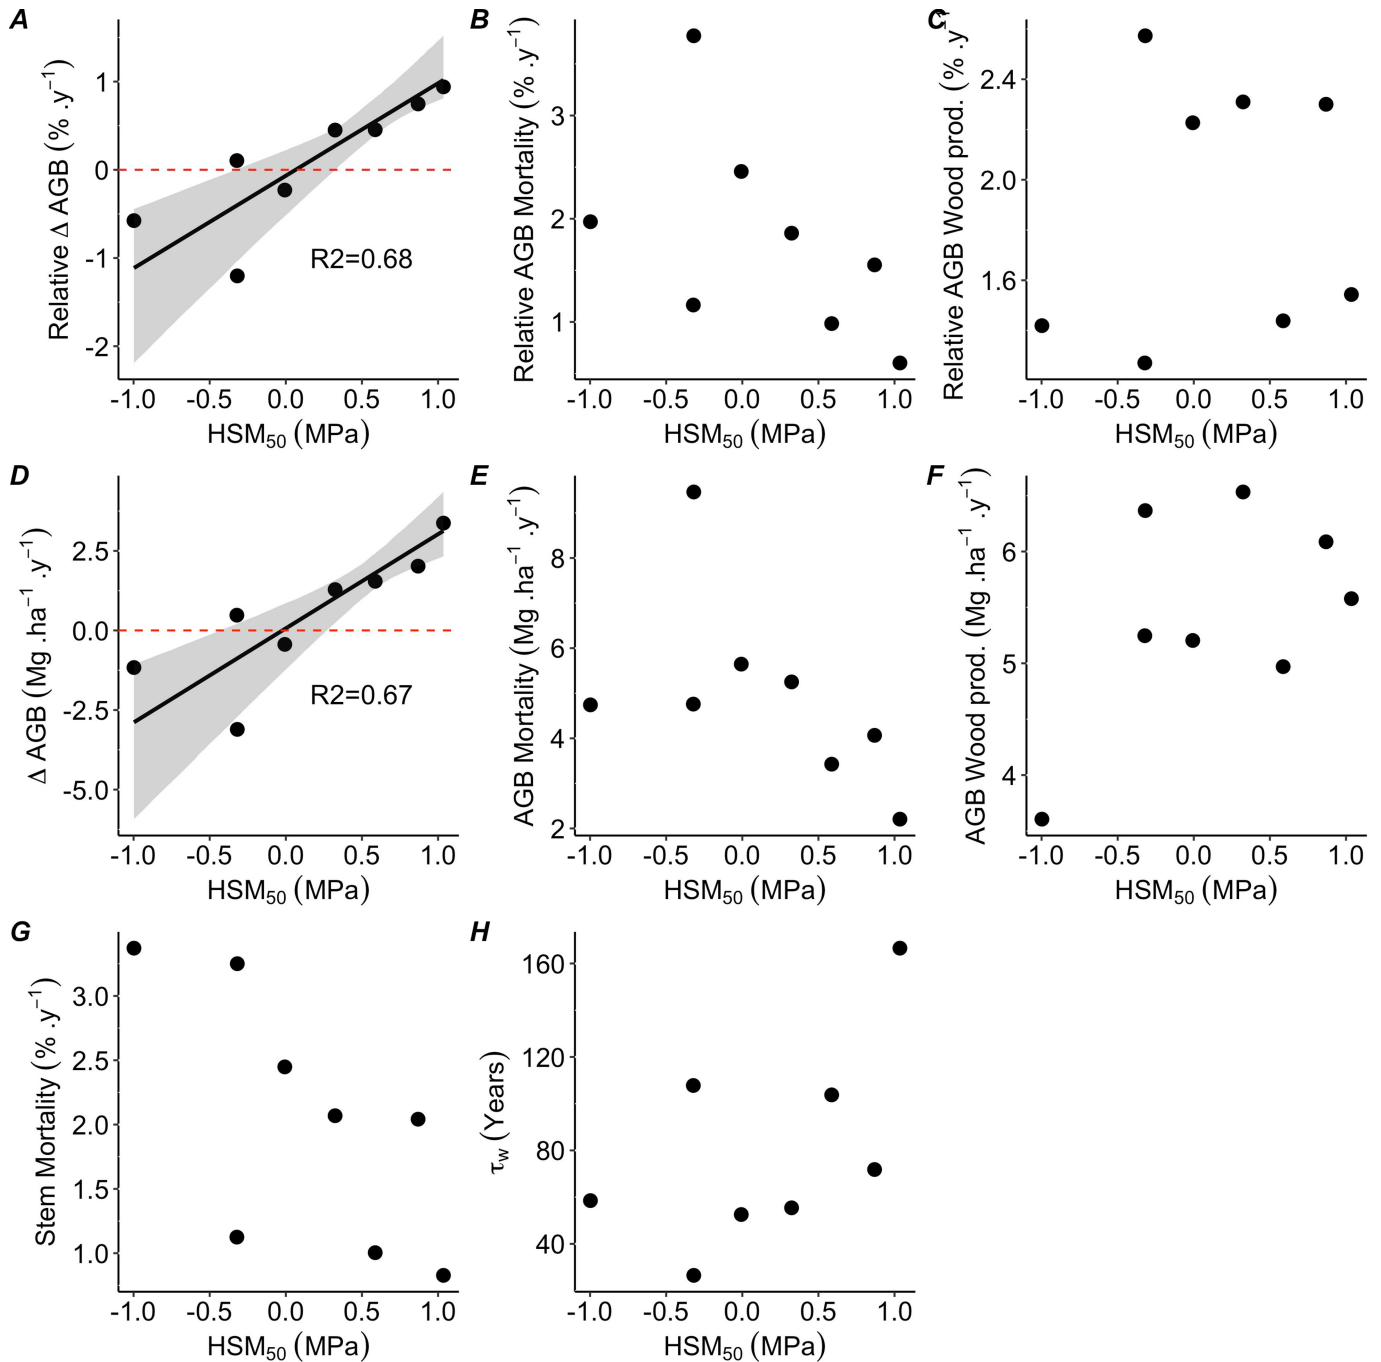 A
Relative Δ AGB (% .y⁻¹)
1
0
-1
-2
R2=0.68
-1.0 -0.5 0.0 0.5 1.0
HSM₅₀ (MPa)
B
Relative AGB Mortality (% .y⁻¹)
3
2
1
-1.0 -0.5 0.0 0.5 1.0
HSM₅₀ (MPa)
C
Relative AGB Wood prod. (% .y⁻¹
2.4
2.0
1.6
-1.0 -0.5 0.0 0.5 1.0
HSM₅₀ (MPa)
D
Δ AGB (Mg .ha⁻¹ .y⁻¹)
2.5
0.0
-2.5
-5.0
R2=0.67
-1.0 -0.5 0.0 0.5 1.0
HSM₅₀ (MPa)
E
AGB Mortality (Mg .ha⁻¹ .y⁻¹)
8
6
4
2
-1.0 -0.5 0.0 0.5 1.0
HSM₅₀ (MPa)
F
AGB Wood prod. (Mg .ha⁻¹ .y⁻¹)
6
5
4
-1.0 -0.5 0.0 0.5 1.0
HSM₅₀ (MPa)
G
Stem Mortality (% .y⁻¹)
3.0
2.5
2.0
1.5
1.0
-1.0 -0.5 0.0 0.5 1.0
HSM₅₀ (MPa)
H
τw (Years)
160
120
80
40
-1.0 -0.5 0.0 0.5 1.0
HSM₅₀ (MPa)